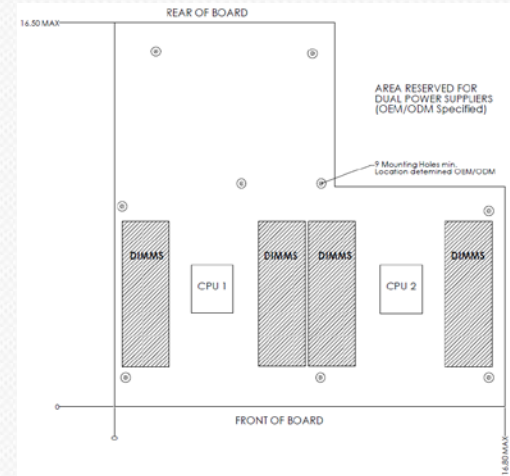 REAR OF BOARD
16.50 MAX
AREA RESERVED FOR
DUAL POWER SUPPLIERS
(OEM/ODM Specified)
9 Mounting Holes min.
Location detemined OEM/ODM
DIMMS
DIMMS
DIMMS
DIMMS
CPU 1
CPU 2
FRONT OF BOARD
16.80 MAX